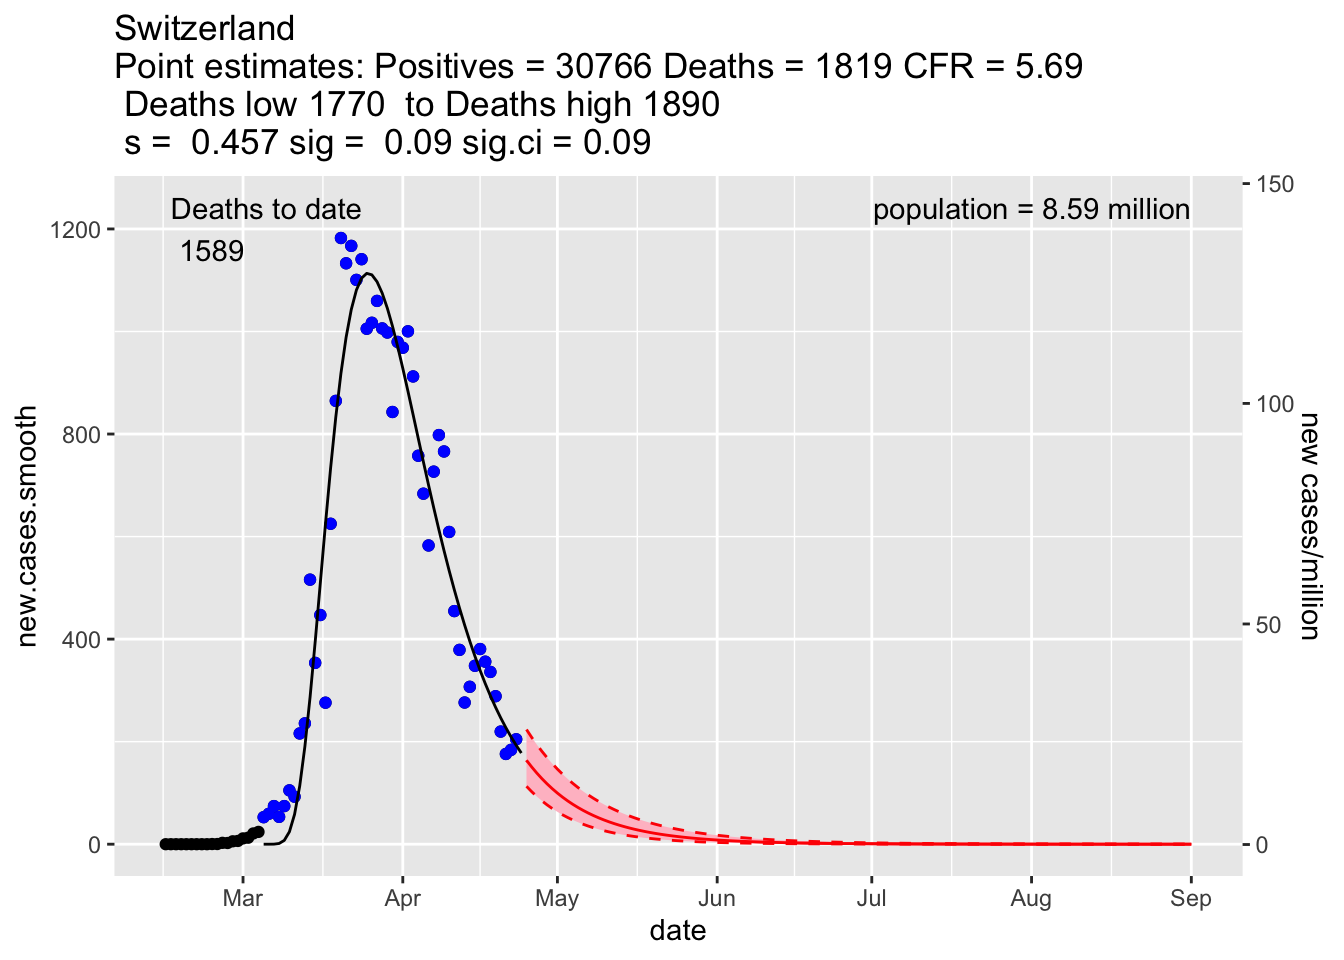 Switzerland
Point estimates: Positives = 30766 Deaths = 1819 CFR = 5.69
Deaths low 1770  to Deaths high 1890
s =  0.457 sig =  0.09 sig.ci = 0.09
Deaths to date
1589
population = 8.59 million
1200
800
400
0
new.cases.smooth
150
100
50
0
new cases/million
Mar Apr May Jun Jul Aug Sep
date